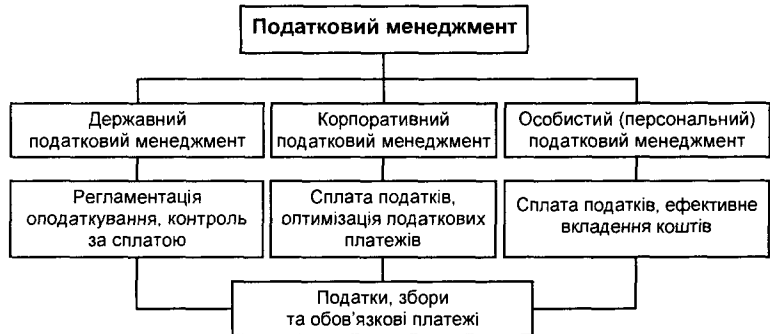 Податковий менеджмент
Державний
податковий менеджмент
Корпоративний
податковий менеджмент
Особистий (персональний)
податковий менеджмент
Регламентація
оподаткування, контроль
за сплатою
Сплата податків,
оптимізація податкових
платежів
Сплата податків, ефективне
вкладення коштів
Податки, збори
та обов'язкові платежі